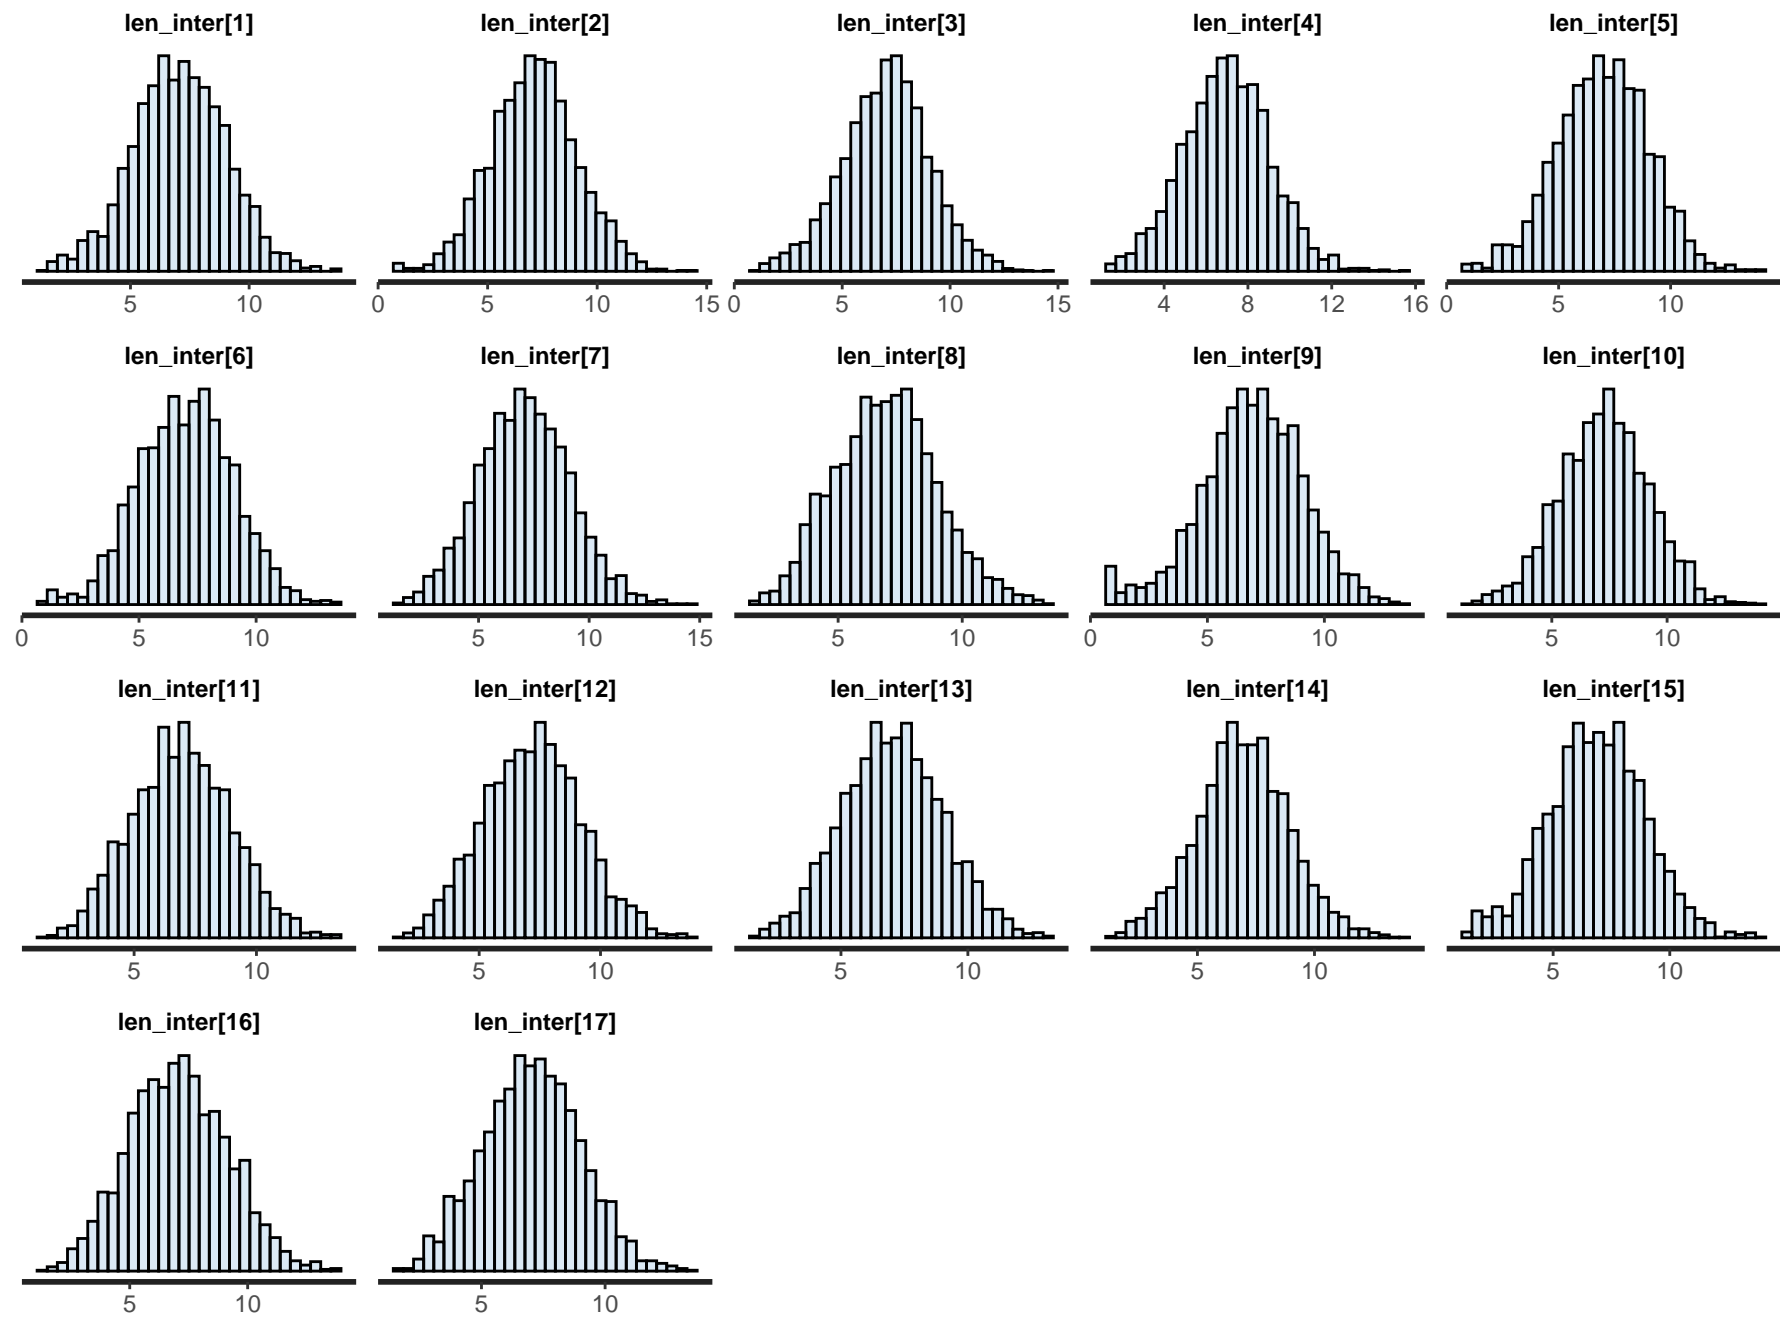 len_inter[1] len_inter[2] len_inter[3] len_inter[4] len_inter[5]
5 10 0 5 10 15 0 5 10 15 4 8 12 16 0 5 10
len_inter[6] len_inter[7] len_inter[8] len_inter[9] len_inter[10]
0 5 10 5 10 15 5 10 0 5 10 5 10
len_inter[11] len_inter[12] len_inter[13] len_inter[14] len_inter[15]
5 10 5 10 5 10 5 10 5 10
len_inter[16] len_inter[17]
5 10 5 10